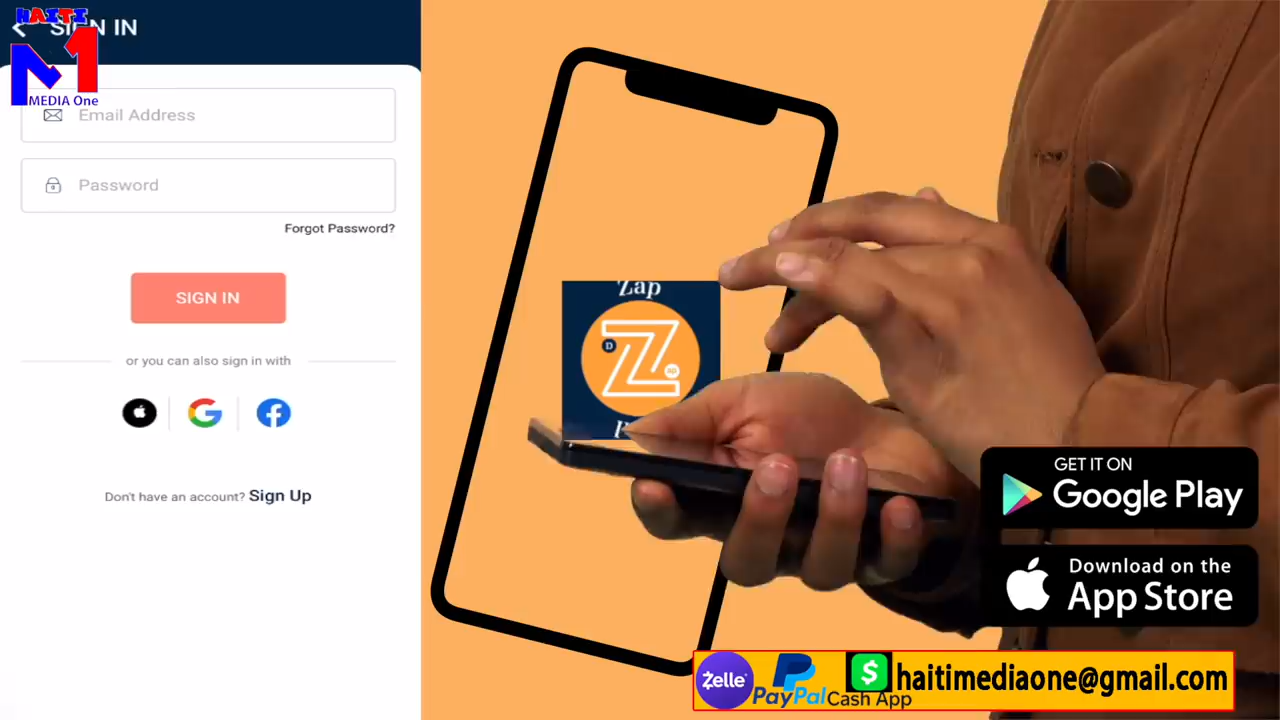 HAITI
SIGN IN
M1
MEDIA One
Email Address
Password
Forgot Password?
SIGN IN
or you can also sign in with
Don't have an account? Sign Up
Zap
Z
D
GET IT ON
Google Play
Download on the
App Store
Zelle
PayPal
$
Cash App
haitimediaone@gmail.com